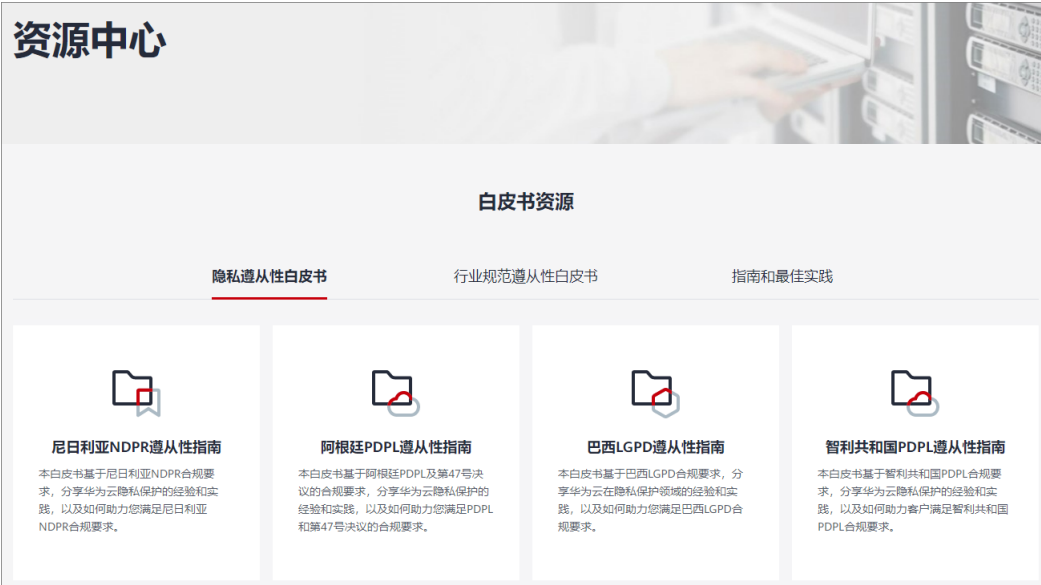 资源中心
白皮书资源
隐私遵从性白皮书 行业规范遵从性白皮书 指南和最佳实践
尼日利亚NDPR遵从性指南
本白皮书基于尼日利亚NDPR合规要
求，分享华为云隐私保护的经验和实
践，以及如何助力您满足尼日利亚
NDPR合规要求。
阿根廷PDPL遵从性指南
本白皮书基于阿根廷PDPL及第47号决
议的合规要求，分享华为云隐私保护的
经验和实践，以及如何助力您满足PDPL
和第47号决议的合规要求。
巴西LGPD遵从性指南
本白皮书基于巴西LGPD合规要求，分
享华为云在隐私保护领域的经验和实
践，以及如何助力您满足巴西LGPD合
规要求。
智利共和国PDPL遵从性指南
本白皮书基于智利共和国PDPL合规要
求，分享华为云隐私保护的经验和实
践，以及如何助力客户满足智利共和国
PDPL合规要求。